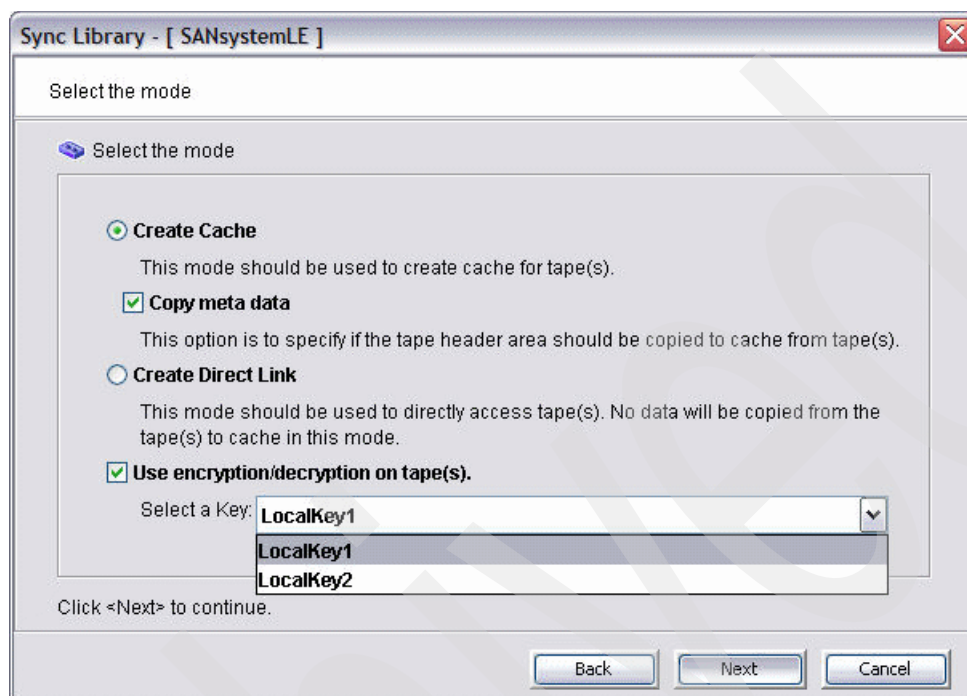 Sync Library - [ SANsystemLE ]
Select the mode
Select the mode
Create Cache
This mode should be used to create cache for tape(s).
Copy meta data
This option is to specify if the tape header area should be copied to cache from tape(s).
Create Direct Link
This mode should be used to directly access tape(s). No data will be copied from the
tape(s) to cache in this mode.
Use encryption/decryption on tape(s).
Select a Key: LocalKey1
LocalKey1
LocalKey2
Click <Next> to continue.
Back Next Cancel